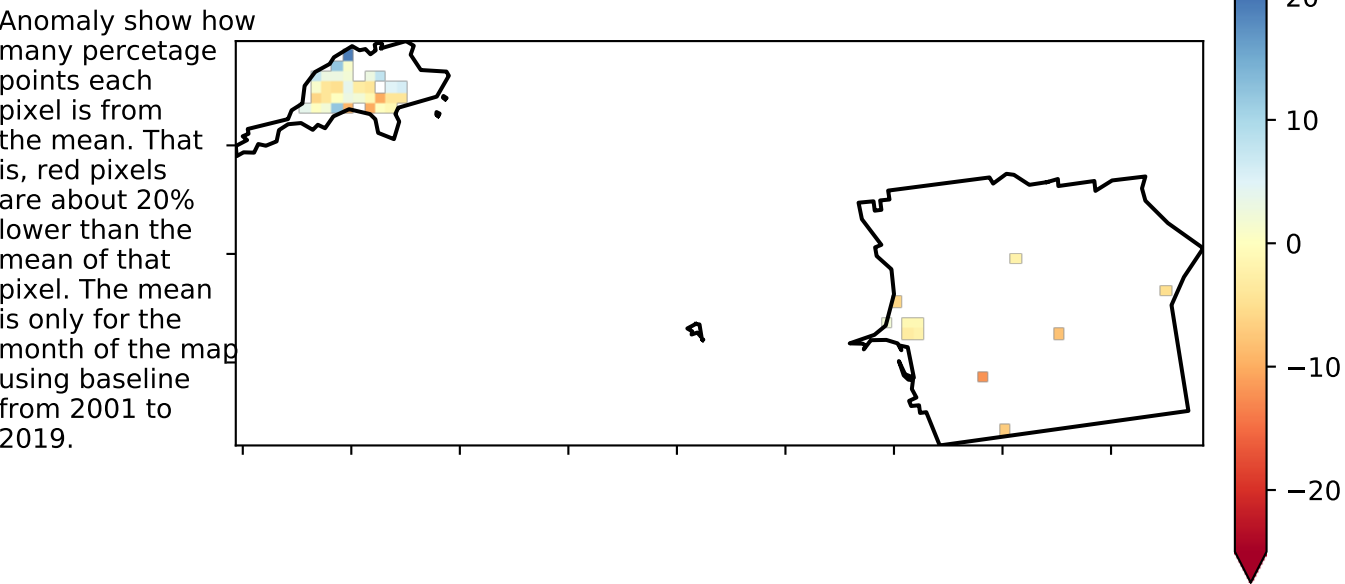 Anomaly show how
many percetage
points each
pixel is from
the mean. That
is, red pixels
are about 20%
lower than the
mean of that
pixel. The mean
is only for the
month of the map
using baseline
from 2001 to
2019.
20
10
0
−10
−20